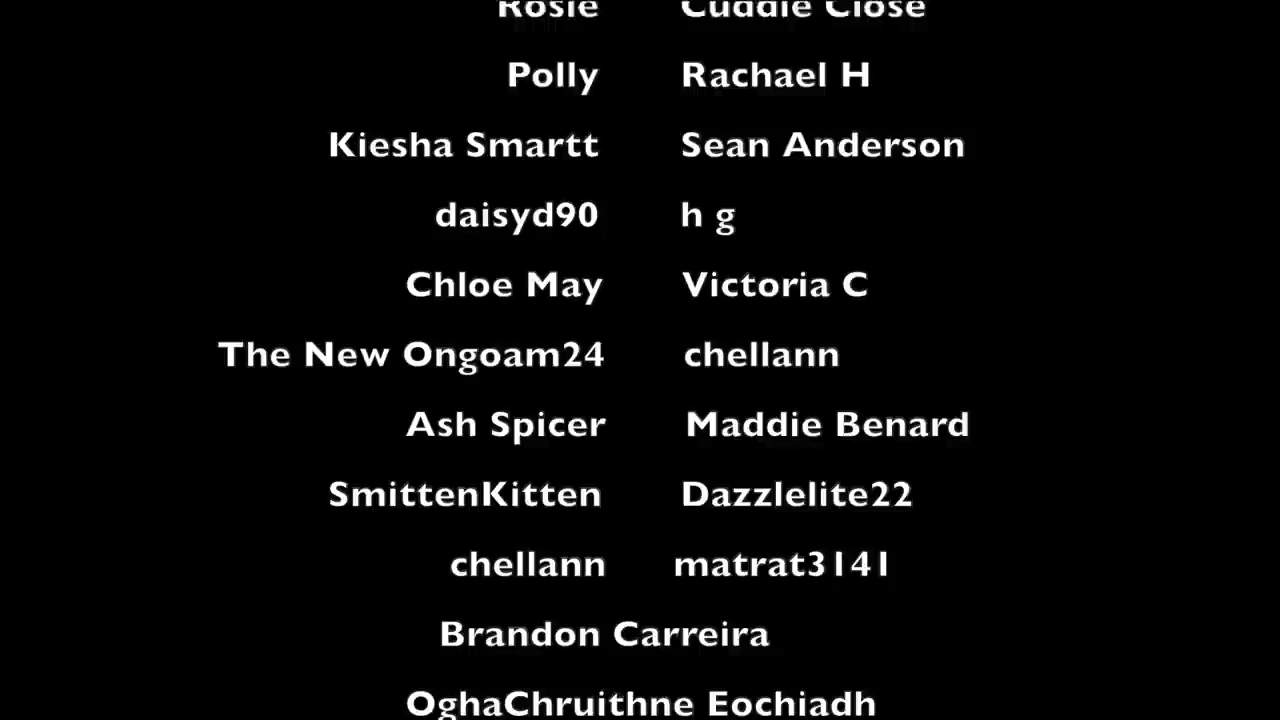 Rosie Cuddle Close
Polly Rachael H
Kiesha Smartt Sean Anderson
daisyd90 h g
Chloe May Victoria C
The New Ongoam24 chellann
Ash Spicer Maddie Benard
SmittenKitten Dazzlelite22
chellann matrat3141
Brandon Carreira
OghaChruithne Eochiadh